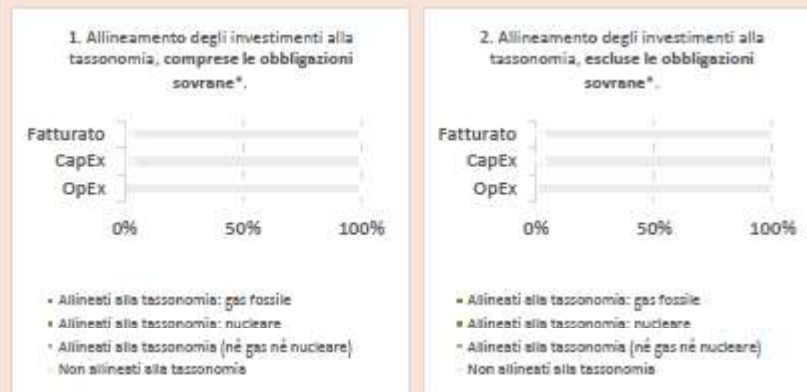 1. Allineamento degli investimenti alla
tassonomia, comprese le obbligazioni
sovrane*.
Fatturato
CapEx
OpEx
0% 50% 100%
Allineati alla tassonomia: gas fossile
Allineati alla tassonomia: nucleare
Allineati alla tassonomia (né gas né nucleare)
Non allineati alla tassonomia
2. Allineamento degli investimenti alla
tassonomia, escluse le obbligazioni
sovrane*.
Fatturato
CapEx
OpEx
0% 50% 100%
Allineati alla tassonomia: gas fossile
Allineati alla tassonomia: nucleare
Allineati alla tassonomia (né gas né nucleare)
Non allineati alla tassonomia